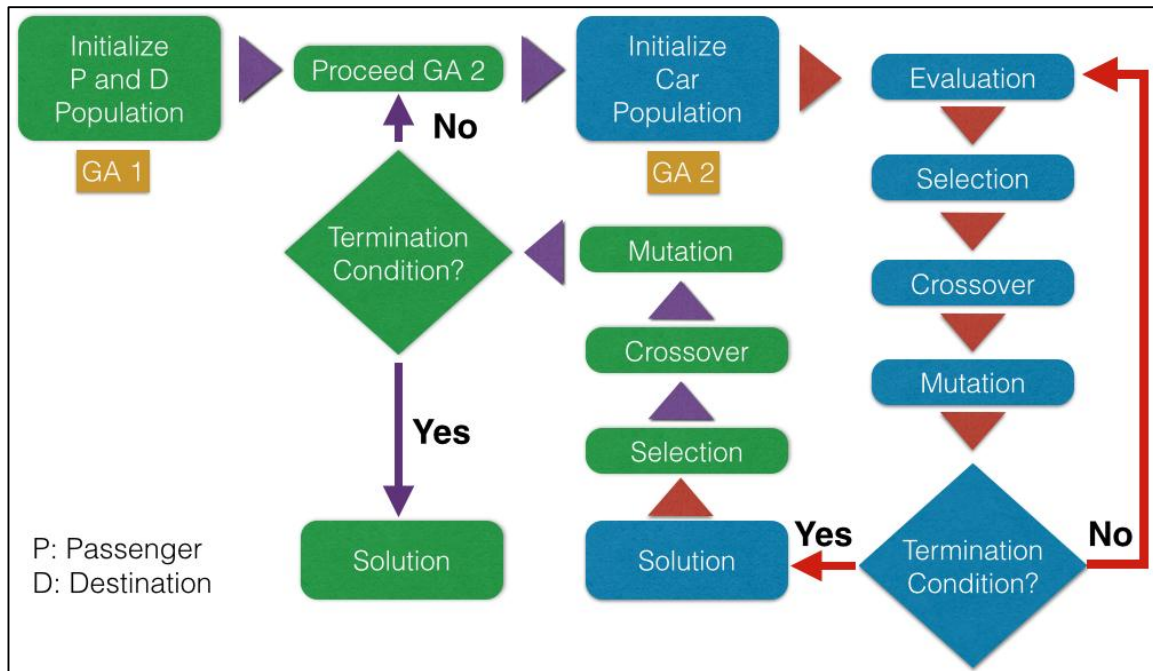 Initialize
P and D
Population
GA 1
Proceed GA 2
No
Termination
Condition?
Yes
Solution
Initialize
Car
Population
GA 2
Mutation
Crossover
Selection
Solution
Evaluation
Selection
Crossover
Mutation
Termination
Condition?
Yes
No
P: Passenger
D: Destination